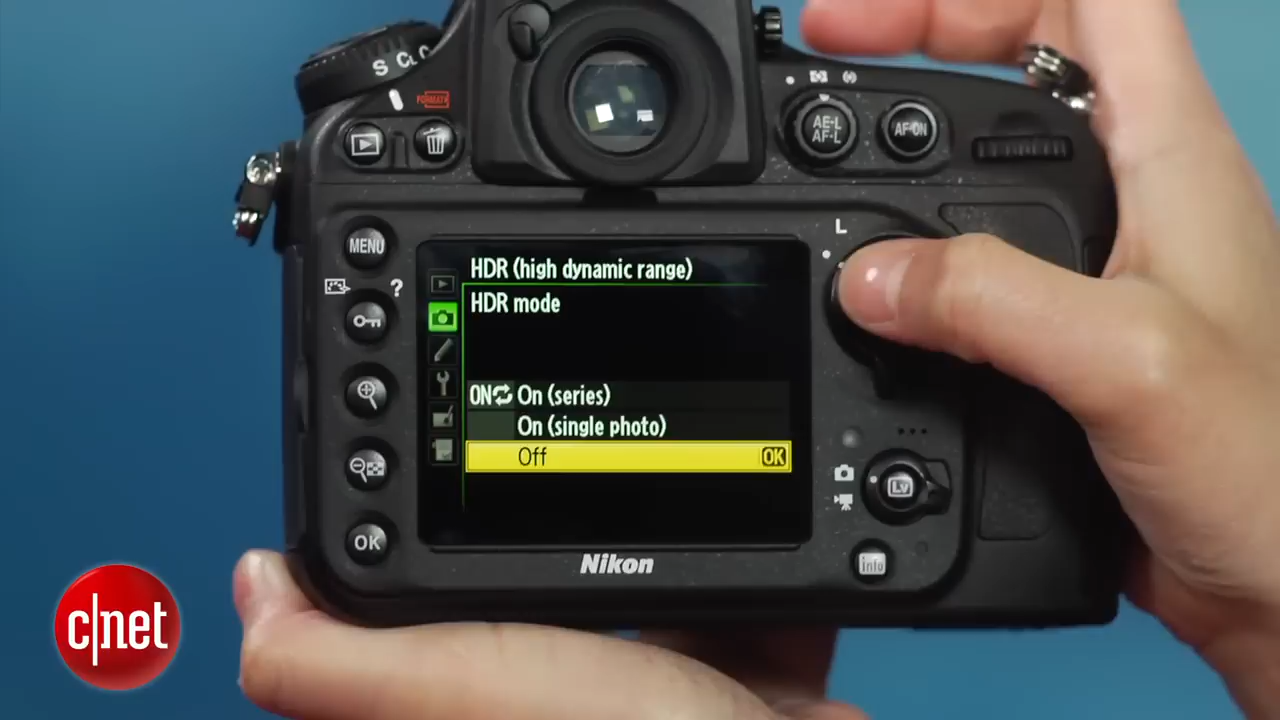 S CL C
FORMAT
AE-L
AF-L
AF-ON
MENU
?
L
HDR (high dynamic range)
HDR mode
ON On (series)
On (single photo)
Off OK
OK
Lv
info
Nikon
c|net